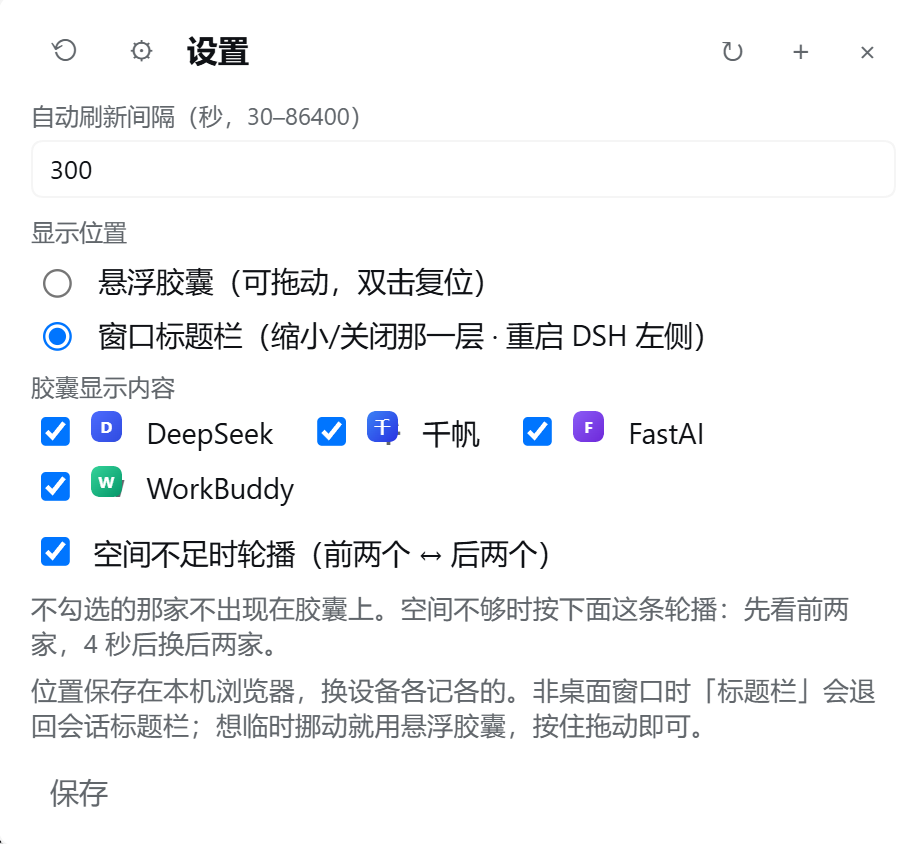 设置
自动刷新间隔（秒，30–86400）
300
显示位置
悬浮胶囊（可拖动，双击复位）
窗口标题栏（缩小/关闭那一层 · 重启 DSH 左侧）
胶囊显示内容
D DeepSeek 千 千帆 F FastAI
W WorkBuddy
空间不足时轮播（前两个 ↔ 后两个）
不勾选的那家不出现在胶囊上。空间不够时按下面这条轮播：先看前两
家，4 秒后换后两家。
位置保存在本机浏览器，换设备各记各的。非桌面窗口时「标题栏」会退
回会话标题栏；想临时挪动就用悬浮胶囊，按住拖动即可。
保存